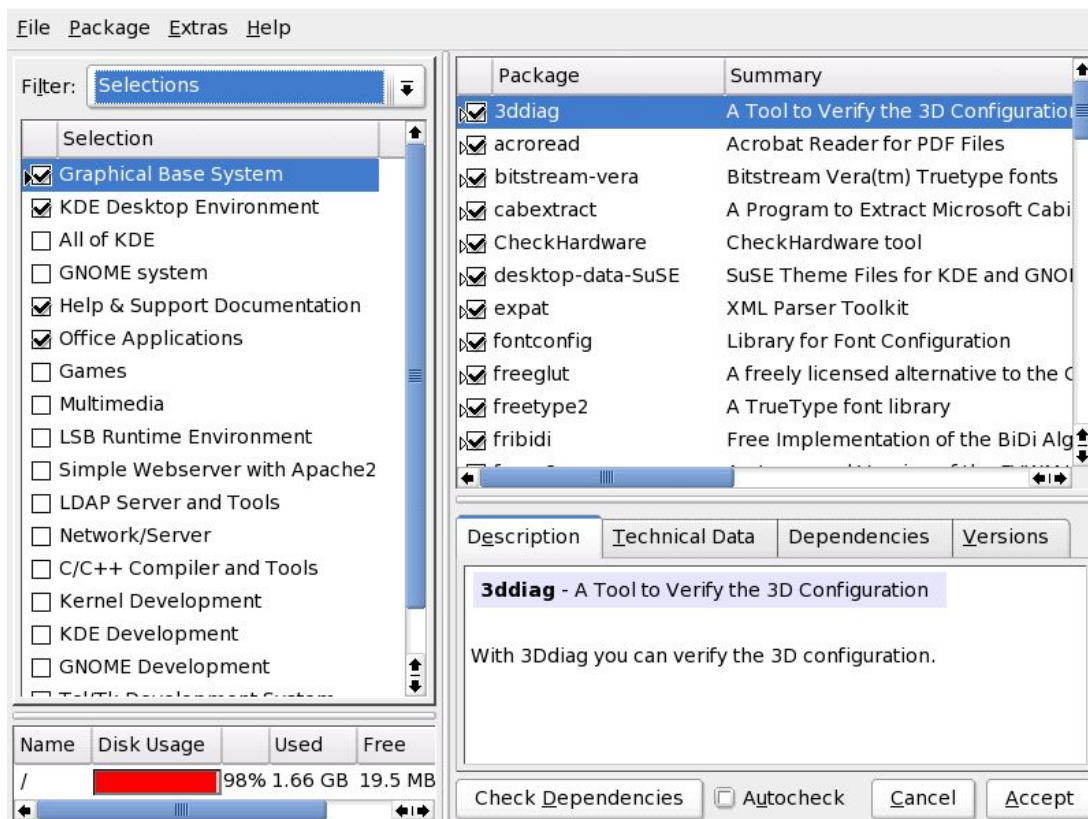 File Package Extras Help
Filter: Selections
Selection
Graphical Base System
KDE Desktop Environment
All of KDE
GNOME system
Help & Support Documentation
Office Applications
Games
Multimedia
LSB Runtime Environment
Simple Webserver with Apache2
LDAP Server and Tools
Network/Server
C/C++ Compiler and Tools
Kernel Development
KDE Development
GNOME Development
Name Disk Usage Used Free
/ 98% 1.66 GB 19.5 MB
Package Summary
3ddiag A Tool to Verify the 3D Configuration
acroread Acrobat Reader for PDF Files
bitstream-vera Bitstream Vera(tm) Truetype fonts
cabextract A Program to Extract Microsoft Cabi
CheckHardware CheckHardware tool
desktop-data-SuSE SuSE Theme Files for KDE and GNO
expat XML Parser Toolkit
fontconfig Library for Font Configuration
freeglut A freely licensed alternative to the
freetype2 A TrueType font library
fribidi Free Implementation of the BiDi Alg
Description Technical Data Dependencies Versions
3ddiag - A Tool to Verify the 3D Configuration
With 3Ddiag you can verify the 3D configuration.
Check Dependencies Autocheck Cancel Accept